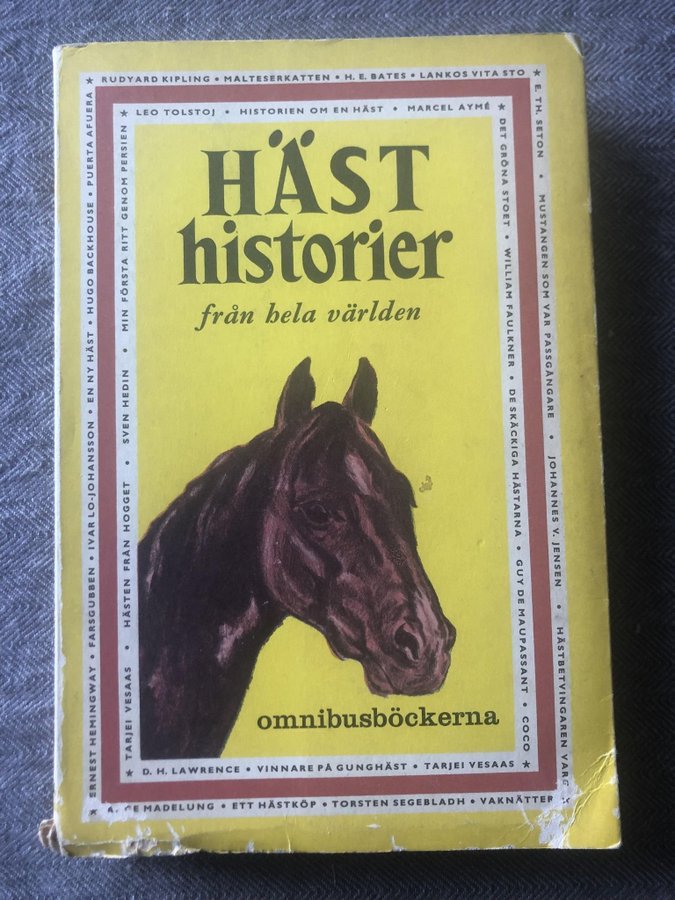 ★ RUDYARD KIPLING • MALTESERKATTEN • H. E. BATES • LANKOS VITA STO ★
E. TH. SETON • MUSTANGEN SOM VAR PASSGÅNGARE • JOHANNES V. JENSEN • HÄSTBETVINGAREN VARG
MADELUNG • ETT HÄSTKÖP • TORSTEN SEGEBLADH • VAKNÄTTER
ERNEST HEMINGWAY • FARSGUBBEN • IVAR LO-JOHANSSON • EN NY HÄST • HUGO BACKHOUSE • PUERTA AFUERA
★ LEO TOLSTOJ • HISTORIEN OM EN HÄST • MARCEL AYMÉ ★
DET GRÖNA STOET • WILLIAM FAULKNER • DE SKÄCKIGA HÄSTARNA • GUY DE MAUPASSANT • COCO
★ D. H. LAWRENCE • VINNARE PÅ GUNGHÄST • TARJEI VESAAS ★
TARJEI VESAAS • HÄSTEN FRÅN HOGGET • SVEN HEDIN • MIN FÖRSTA RITT GENOM PERSIEN
HÄST
historier
från hela världen
omnibusböckerna